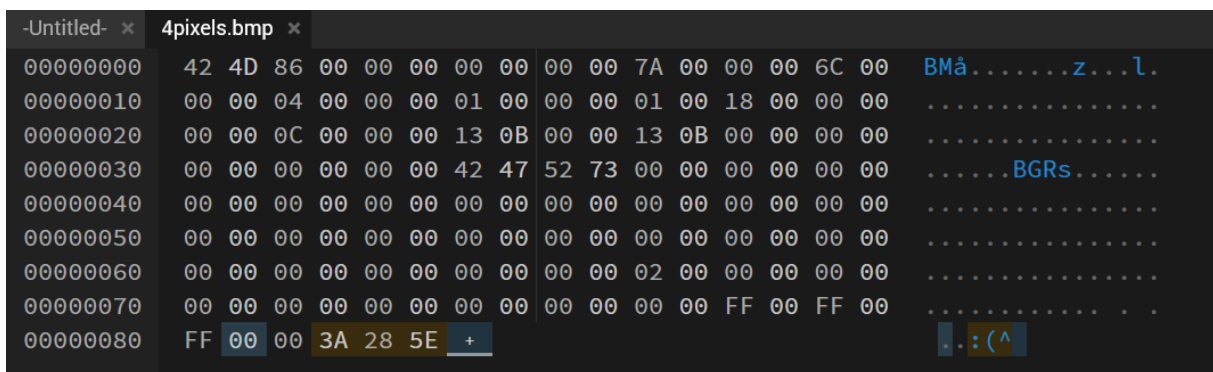 -Untitled- × 4pixels.bmp ×
00000000 42 4D 86 00 00 00 00 00 00 00 7A 00 00 00 6C 00 BMå.......z...l.
00000010 00 00 04 00 00 00 01 00 00 00 01 00 18 00 00 00 ................
00000020 00 00 0C 00 00 00 13 0B 00 00 13 0B 00 00 00 00 ................
00000030 00 00 00 00 00 00 42 47 52 73 00 00 00 00 00 00 ......BGRs......
00000040 00 00 00 00 00 00 00 00 00 00 00 00 00 00 00 00 ................
00000050 00 00 00 00 00 00 00 00 00 00 00 00 00 00 00 00 ................
00000060 00 00 00 00 00 00 00 00 00 00 02 00 00 00 00 00 ................
00000070 00 00 00 00 00 00 00 00 00 00 00 00 FF 00 FF 00 ............ . .
00000080 FF 00 00 3A 28 5E + ..:(^